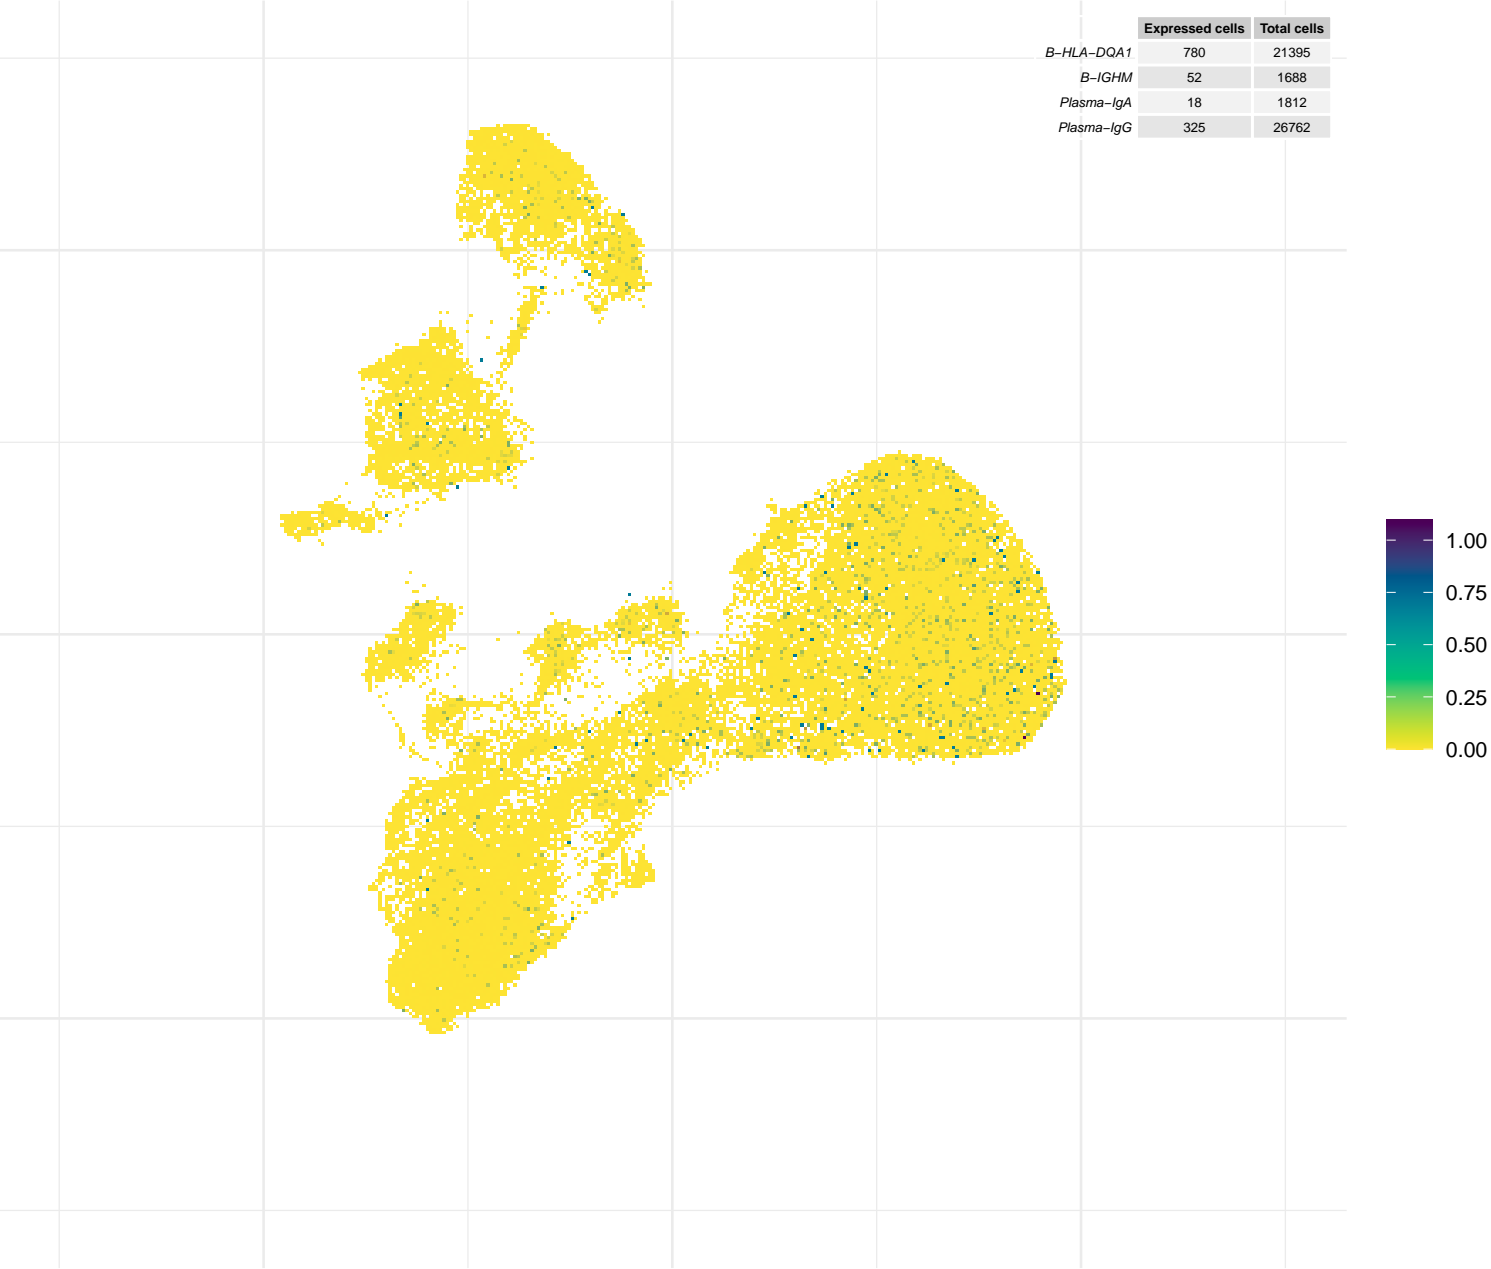 Expressed cells Total cells
B−HLA−DQA1 780 21395
B−IGHM 52 1688
Plasma−IgA 18 1812
Plasma−IgG 325 26762
1.00
0.75
0.50
0.25
0.00